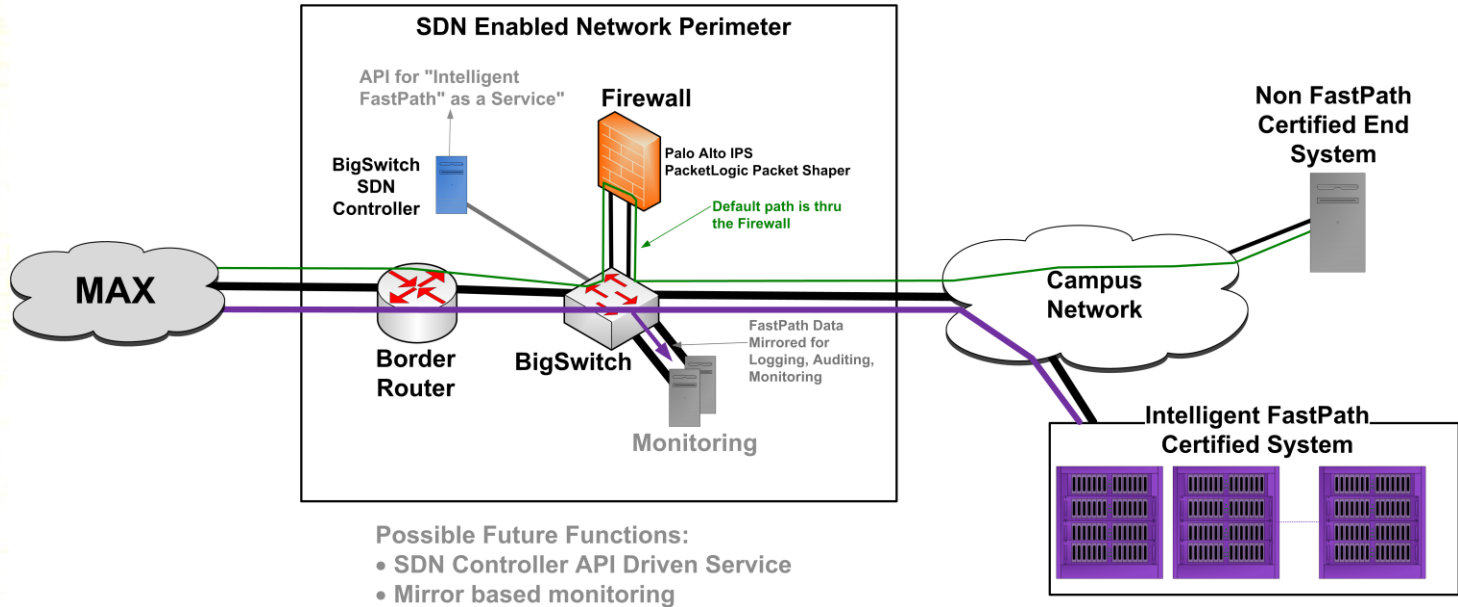 SDN Enabled Network Perimeter
API for "Intelligent
FastPath" as a Service"
Firewall
Palo Alto IPS
PacketLogic Packet Shaper
BigSwitch
SDN
Controller
Default path is thru
the Firewall
Non FastPath
Certified End
System
MAX
Border
Router
BigSwitch
FastPath Data
Mirrored for
Logging, Auditing,
Monitoring
Monitoring
Campus
Network
Intelligent FastPath
Certified System
Possible Future Functions:
• SDN Controller API Driven Service
• Mirror based monitoring